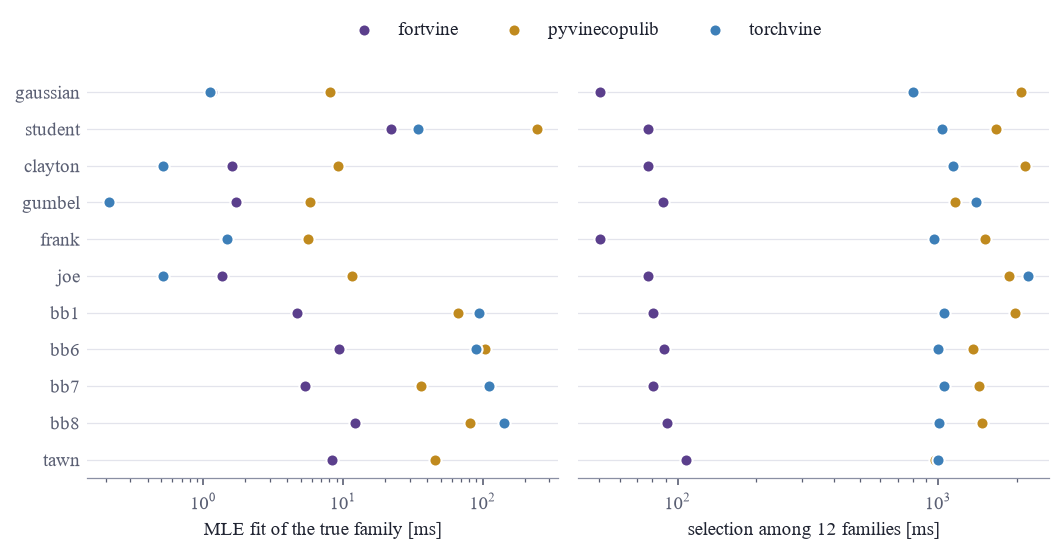 fortvine pyvinecopulib torchvine
gaussian
student
clayton
gumbel
frank
joe
bb1
bb6
bb7
bb8
tawn
10⁰ 10¹ 10² 10² 10³
MLE fit of the true family [ms] selection among 12 families [ms]